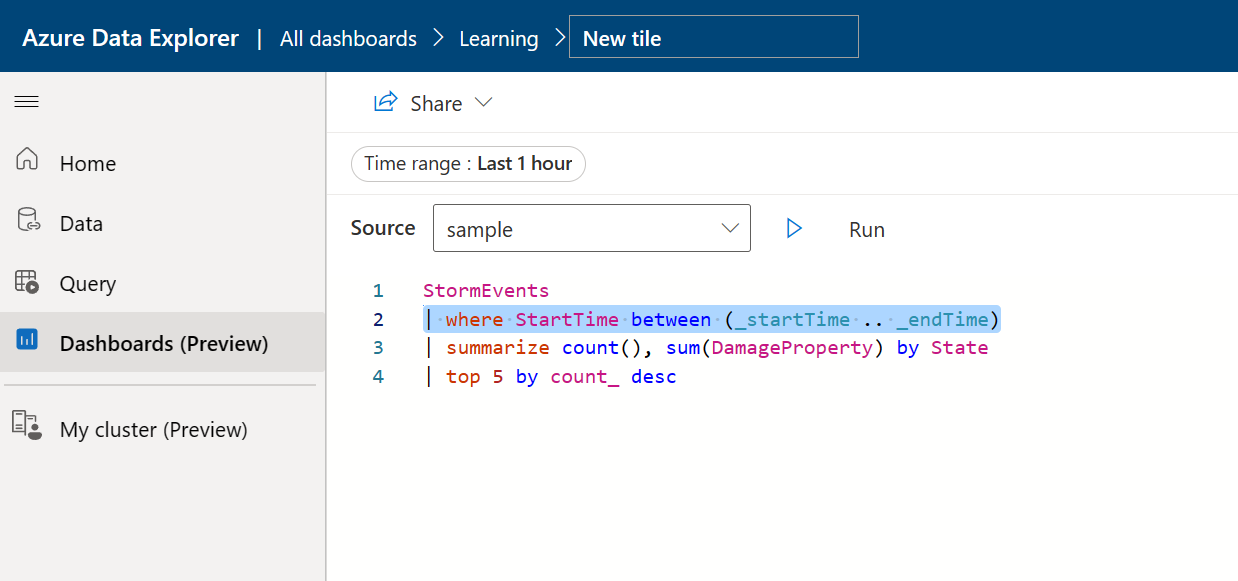 Azure Data Explorer | All dashboards > Learning > New tile
Share
Time range : Last 1 hour
Source sample Run
Home
Data
Query
Dashboards (Preview)
My cluster (Preview)
1 StormEvents
2 | where StartTime between (_startTime .. _endTime)
3 | summarize count(), sum(DamageProperty) by State
4 | top 5 by count_ desc